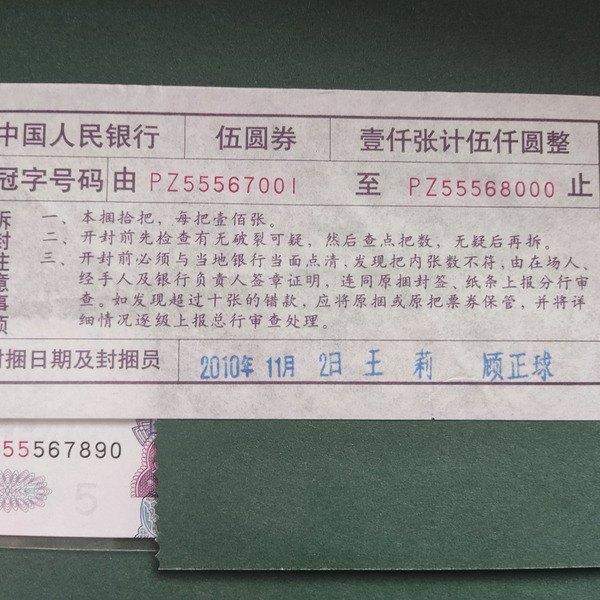 中国人民银行 伍圆券 壹仟张计伍仟圆整
冠字号码 由 PZ55567001 至 PZ55568000 止
拆封注意事项
一、本捆拾把，每把壹佰张。
二、开封前先检查有无破裂可疑，然后查点把数，无疑后再拆。
三、开封前必须与当地银行当面点清，发现把内张数不符，由在场人、
经手人及银行负责人签章证明，连同原捆封签、纸条上报分行审
查。如发现超过十张的错款，应将原捆或原把票券保管，并将详
细情况逐级上报总行审查处理。
封捆日期及封捆员 2010年 11月 2日 王 莉 顾正球
55567890
5